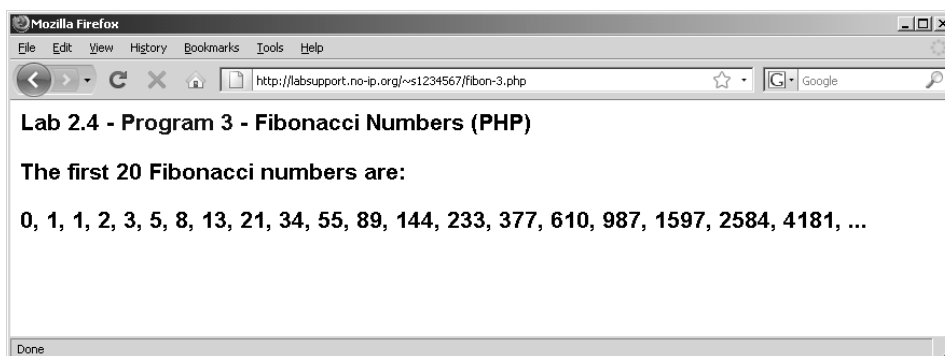 Mozilla Firefox
File Edit View History Bookmarks Tools Help
http://labsupport.no-ip.org/~s1234567/fibon-3.php G Google
Lab 2.4 - Program 3 - Fibonacci Numbers (PHP)
The first 20 Fibonacci numbers are:
0, 1, 1, 2, 3, 5, 8, 13, 21, 34, 55, 89, 144, 233, 377, 610, 987, 1597, 2584, 4181, ...
Done